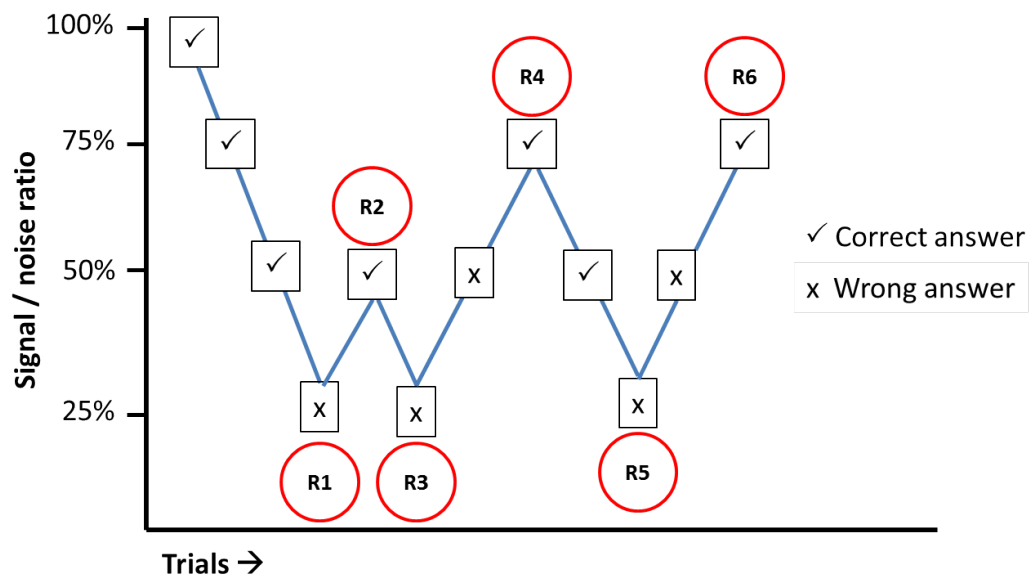 100%
✓
75%
✓
✓
R4
R6
R2
✓
✓
50%
✓
✓
x
✓
x
25%
x
x
x
R1
R3
R5
Signal / noise ratio
Trials →
✓ Correct answer
x Wrong answer